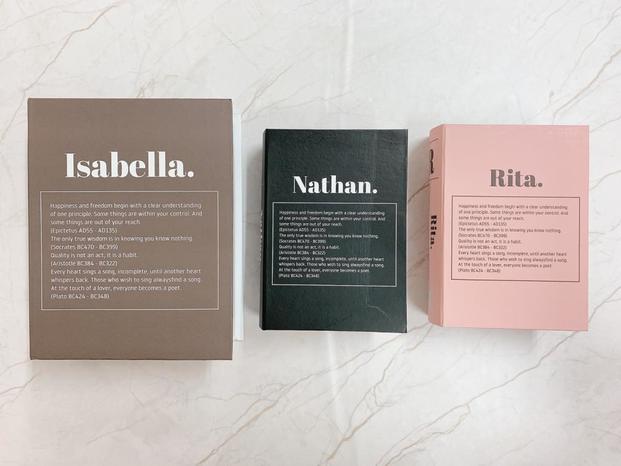 Isabella.
Happiness and freedom begin with a clear understanding
of one principle. Some things are within your control. And
some things are out of your reach.
(Epictetus AD55 - AD135)
The only true wisdom is in knowing you know nothing.
(Socrates BC470 - BC399)
Quality is not an act, it is a habit.
(Aristotle BC384 - BC322)
Every heart sings a song, incomplete, until another heart
whispers back. Those who wish to sing alwaysfind a song.
At the touch of a lover, everyone becomes a poet.
(Plato BC424 - BC348)
Nathan.
Happiness and freedom begin with a clear understanding
of one principle. Some things are within your control. And
some things are out of your reach.
(Epictetus AD55 - AD135)
The only true wisdom is in knowing you know nothing.
(Socrates BC470 - BC399)
Quality is not an act, it is a habit.
(Aristotle BC384 - BC322)
Every heart sings a song, incomplete, until another heart
whispers back. Those who wish to sing alwaysfind a song.
At the touch of a lover, everyone becomes a poet.
(Plato BC424 - BC348)
R
Rita.
Rita.
Happiness and freedom begin with a clear understanding
of one principle. Some things are within your control. And
some things are out of your reach.
(Epictetus AD55 - AD135)
The only true wisdom is in knowing you know nothing.
(Socrates BC470 - BC399)
Quality is not an act, it is a habit.
(Aristotle BC384 - BC322)
Every heart sings a song, incomplete, until another heart
whispers back. Those who wish to sing alwaysfind a song.
At the touch of a lover, everyone becomes a poet.
(Plato BC424 - BC348)